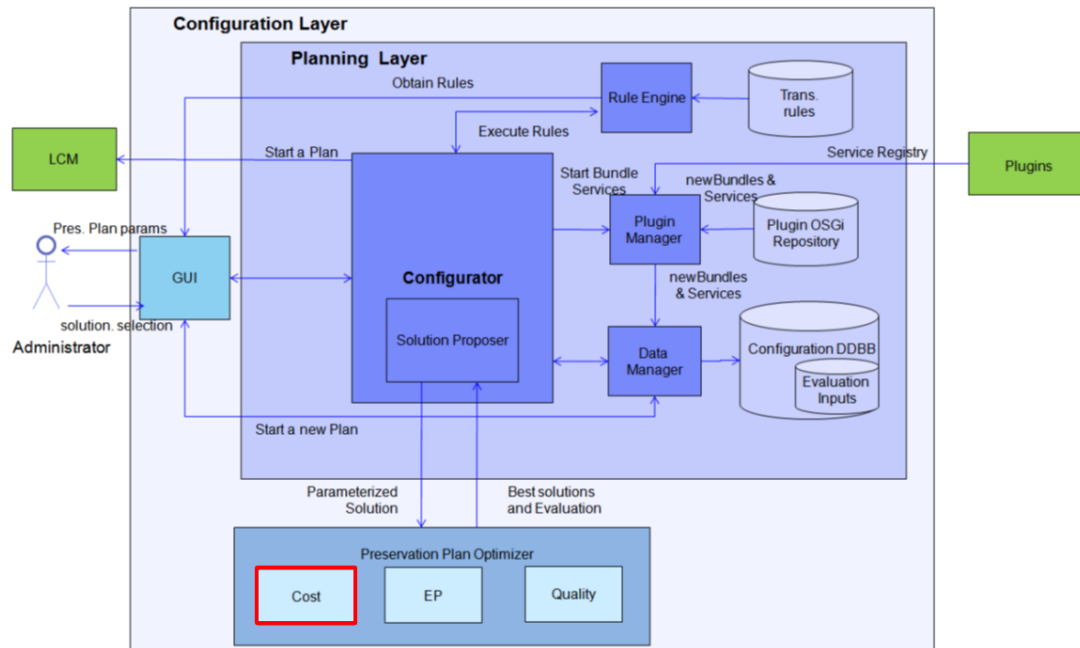 Configuration Layer
Planning Layer
Obtain Rules
Rule Engine
Trans.
rules
Execute Rules
LCM
Start a Plan
Service Registry
Plugins
Start Bundle
Services
newBundles &
Services
Pres. Plan params
Plugin
Manager
Plugin OSGi
Repository
GUI
Configurator
newBundles
& Services
solution. selection
Administrator
Solution Proposer
Data
Manager
Configuration DDBB
Evaluation
Inputs
Start a new Plan
Parameterized
Solution
Best solutions
and Evaluation
Preservation Plan Optimizer
Cost
EP
Quality